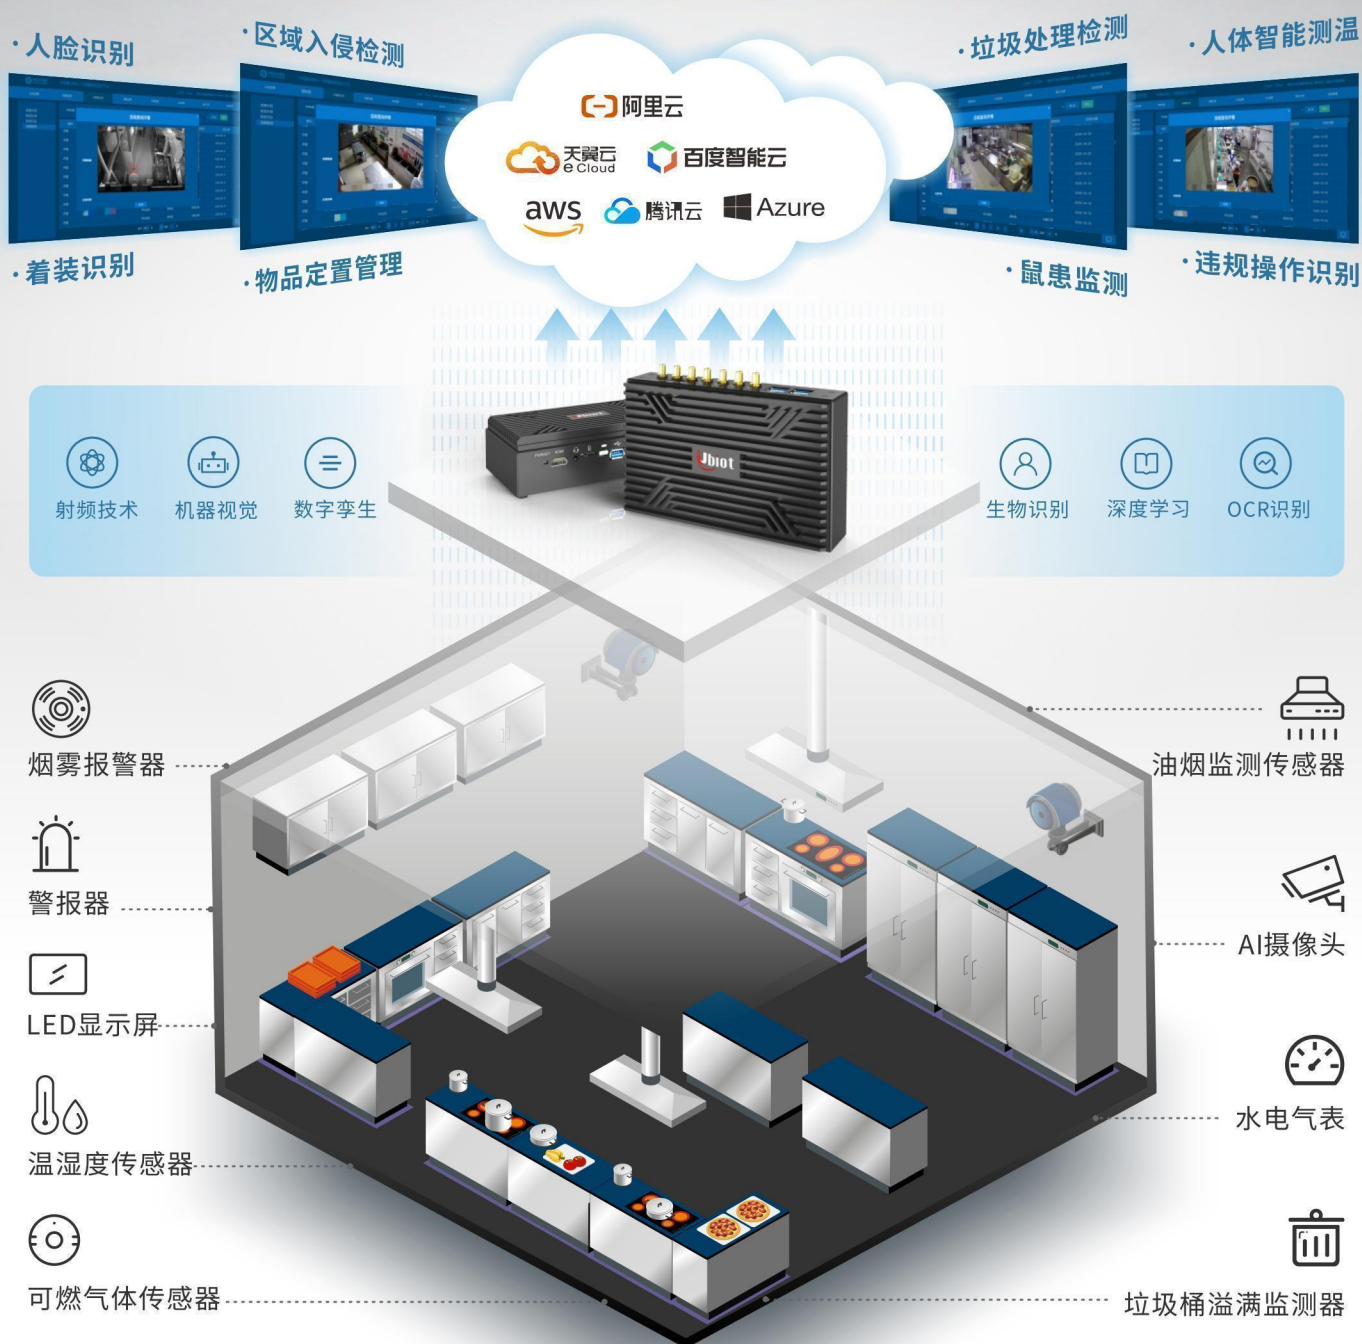 ·人脸识别
·区域入侵检测
·垃圾处理检测
·人体智能测温
阿里云
天翼云
e Cloud
百度智能云
aws
腾讯云
Azure
·着装识别
·物品定置管理
·鼠患监测
·违规操作识别
Ubiot
射频技术
机器视觉
数字孪生
生物识别
深度学习
OCR识别
烟雾报警器
油烟监测传感器
警报器
AI摄像头
LED显示屏
水电气表
温湿度传感器
可燃气体传感器
垃圾桶溢满监测器